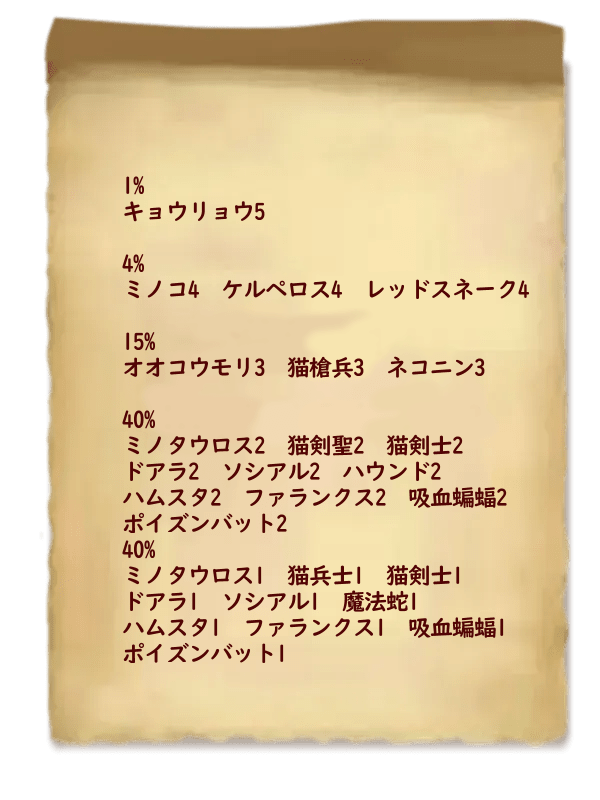 1%
キョウリョウ5
4%
ミノコ4　ケルペロス4　レッドスネーク4
15%
オオコウモリ3　猫槍兵3　ネコニン3
40%
ミノタウロス2　猫剣聖2　猫剣士2
ドアラ2　ソシアル2　ハウンド2
ハムスタ2　ファランクス2　吸血蝙蝠2
ポイズンバット2
40%
ミノタウロス1　猫兵士1　猫剣士1
ドアラ1　ソシアル1　魔法蛇1
ハムスタ1　ファランクス1　吸血蝙蝠1
ポイズンバット1